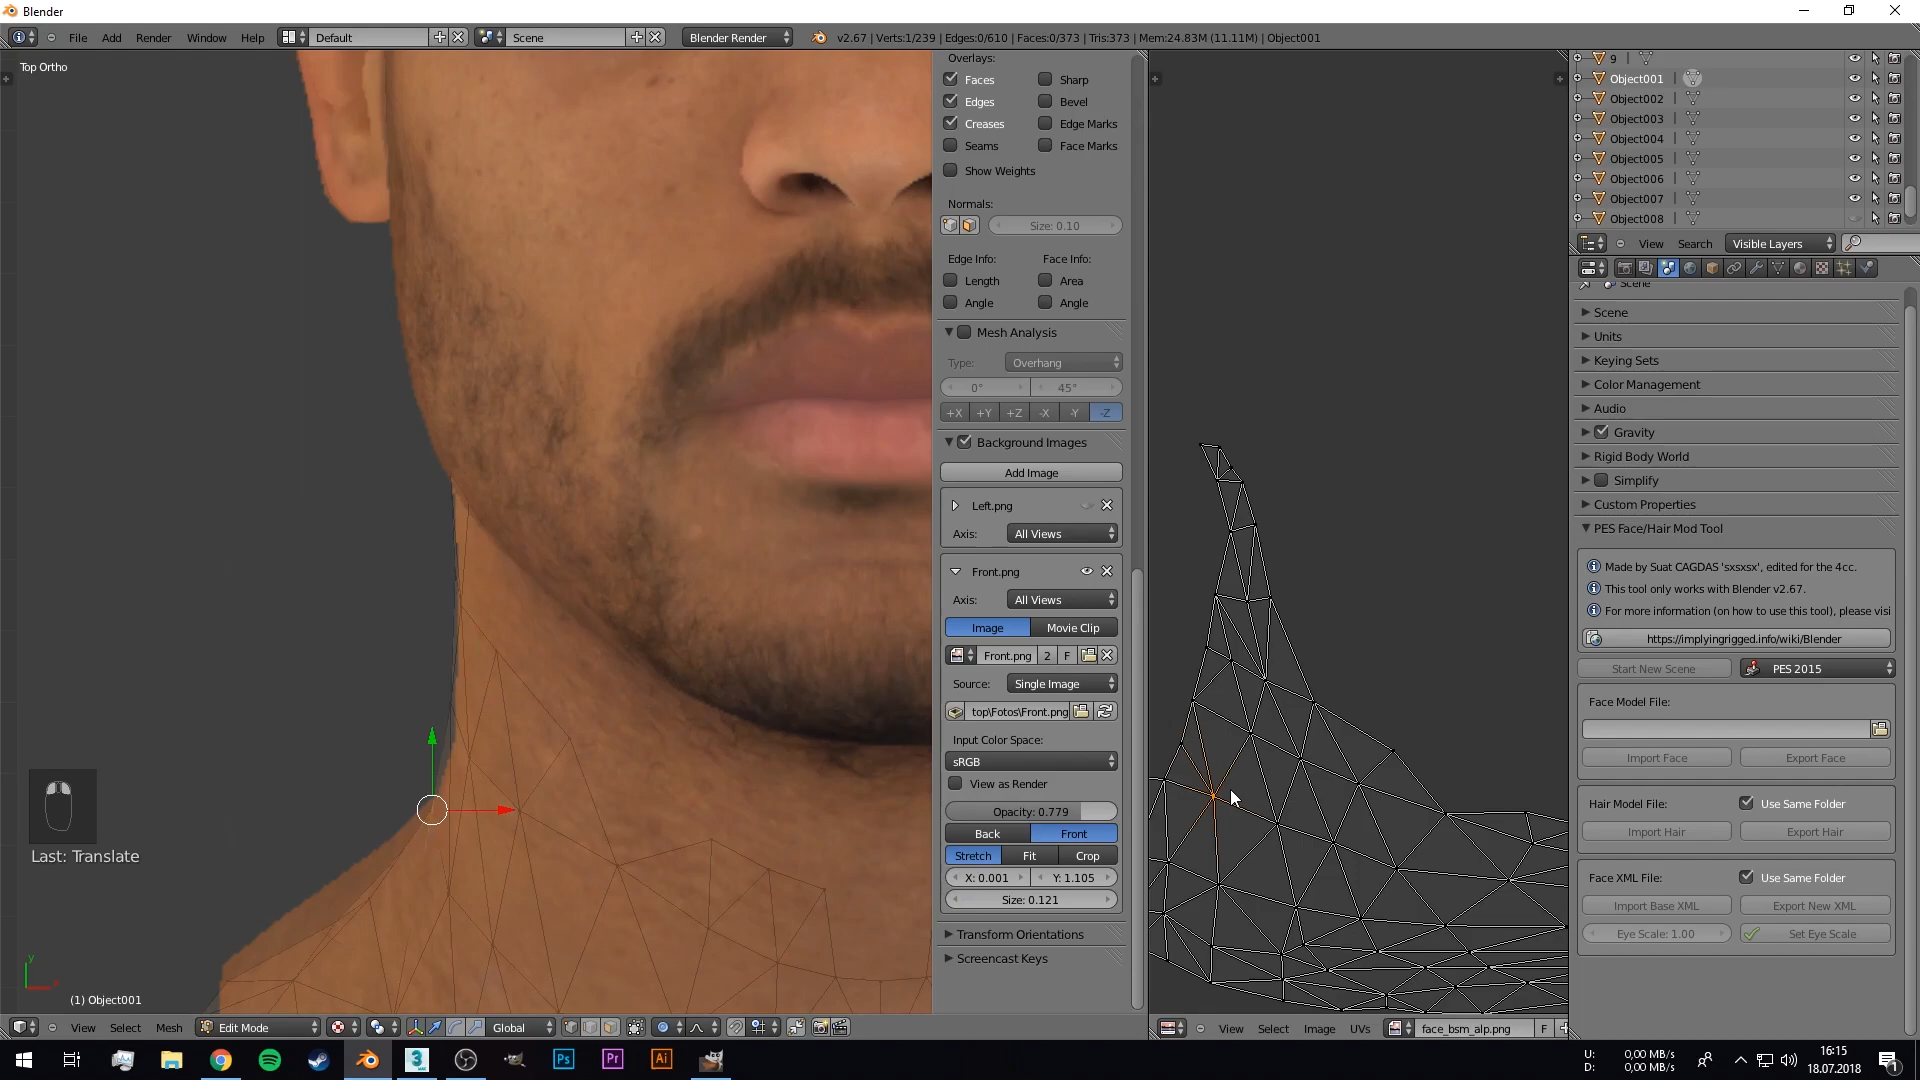 Blender
File Add Render Window Help
Default
Scene
Blender Render
v2.67 | Verts:1/239 | Edges:0/610 | Faces:0/373 | Tris:373 | Mem:24.83M (11.11M) | Object001
Top Ortho
Last: Translate
y
x
(1) Object001
View Select Mesh
Edit Mode
Global
Overlays:
Faces
Sharp
Edges
Bevel
Creases
Edge Marks
Seams
Face Marks
Show Weights
Normals:
Size: 0.10
Edge Info:
Face Info:
Length
Area
Angle
Angle
Mesh Analysis
Type:
Overhang
0°
45°
+X +Y +Z -X -Y -Z
Background Images
Add Image
Left.png
Axis:
All Views
Front.png
Axis:
All Views
Image
Movie Clip
Front.png
2
F
Source:
Single Image
top\Fotos\Front.png
Input Color Space:
sRGB
View as Render
Opacity: 0.779
Back
Front
Stretch
Fit
Crop
X: 0.001
Y: 1.105
Size: 0.121
Transform Orientations
Screencast Keys
View Select Image UVs
face_bsm_alp.png
F
9
Object001
Object002
Object003
Object004
Object005
Object006
Object007
Object008
View Search
Visible Layers
Scene
Scene
Units
Keying Sets
Color Management
Audio
Gravity
Rigid Body World
Simplify
Custom Properties
PES Face/Hair Mod Tool
Made by Suat CAGDAS 'sxsxsx', edited for the 4cc.
This tool only works with Blender v2.67.
For more information (on how to use this tool), please visi
https://implyingrigged.info/wiki/Blender
Start New Scene
PES 2015
Face Model File:
Import Face
Export Face
Hair Model File:
Use Same Folder
Import Hair
Export Hair
Face XML File:
Use Same Folder
Import Base XML
Export New XML
Eye Scale: 1.00
Set Eye Scale
3
Ps
Pr
Ai
U: 0,00 MB/s
D: 0,00 MB/s
16:15
18.07.2018
1